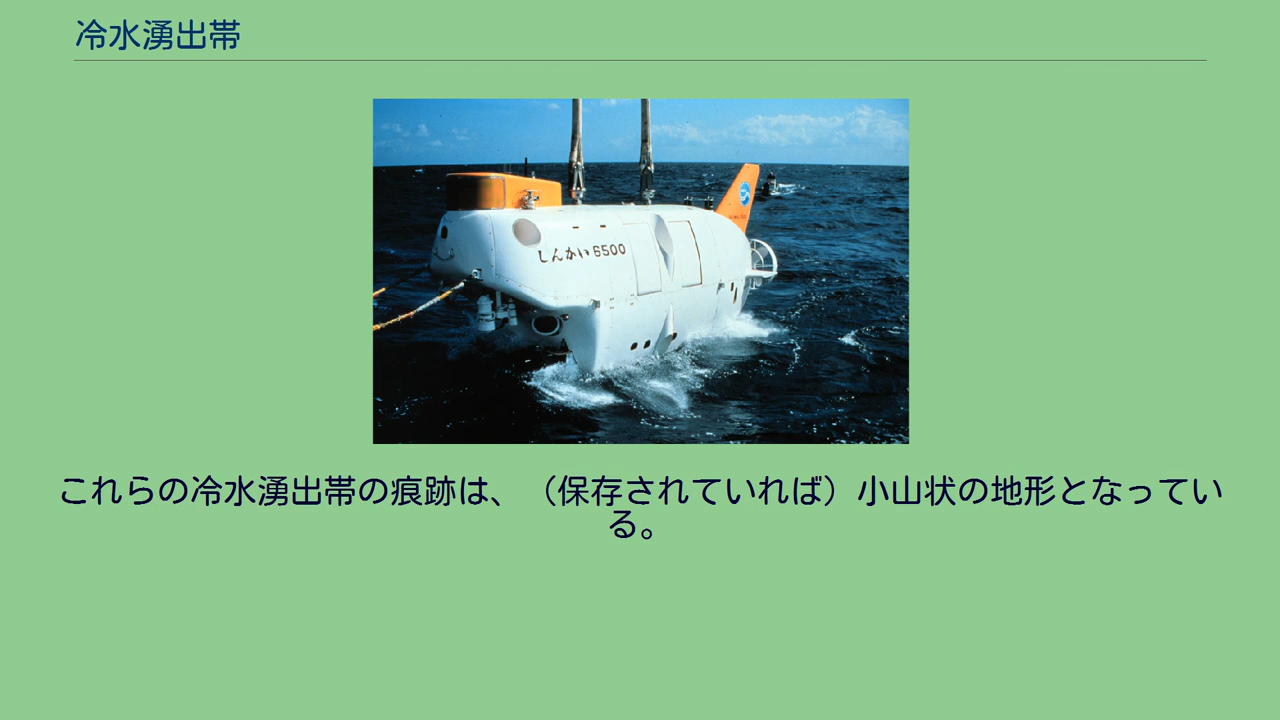 冷水湧出帯
しんかい6500
これらの冷水湧出帯の痕跡は、（保存されていれば）小山状の地形となってい
る。